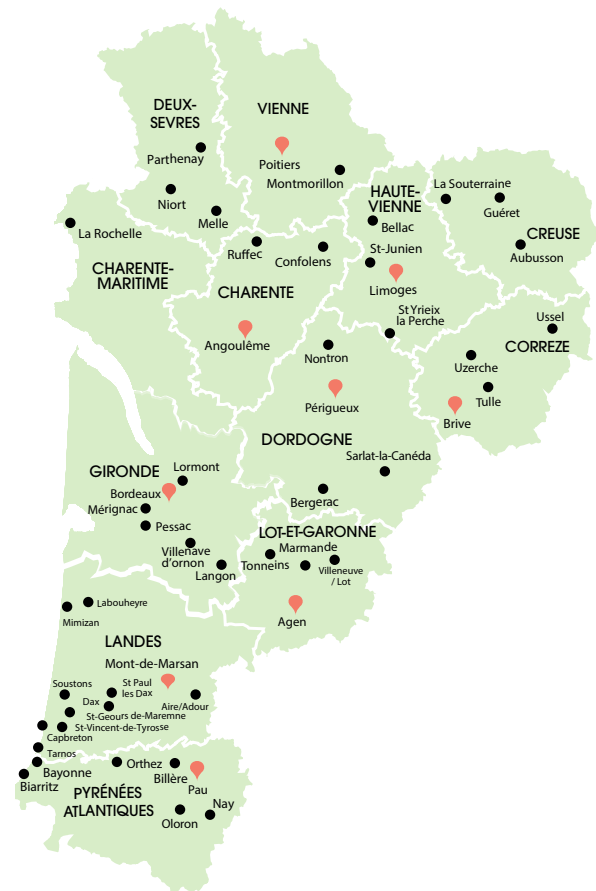 DEUX-
SEVRES
VIENNE
Parthenay
Poitiers
Montmorillon
Niort
Melle
HAUTE-
VIENNE
La Souterraine
Guéret
Bellac
CREUSE
Aubusson
La Rochelle
Ruffec
Confolens
St-Junien
CHARENTE-
MARITIME
CHARENTE
Limoges
St Yrieix
la Perche
Angoulême
Nontron
Ussel
CORREZE
Uzerche
Tulle
Brive
Périgueux
DORDOGNE
Sarlat-la-Canéda
Bergerac
GIRONDE
Lormont
Bordeaux
Mérignac
Pessac
Villenave
d'ornon
Langon
LOT-ET-GARONNE
Marmande
Tonneins
Villeneuve
/ Lot
Agen
Labouheyre
Mimizan
LANDES
Mont-de-Marsan
Soustons
St Paul
les Dax
Dax
Aire/Adour
St-Geours de-Maremne
St-Vincent-de-Tyrosse
Capbreton
Tarnos
Bayonne
Biarritz
Orthez
Billère
Pau
PYRÉNÉES
ATLANTIQUES
Nay
Oloron